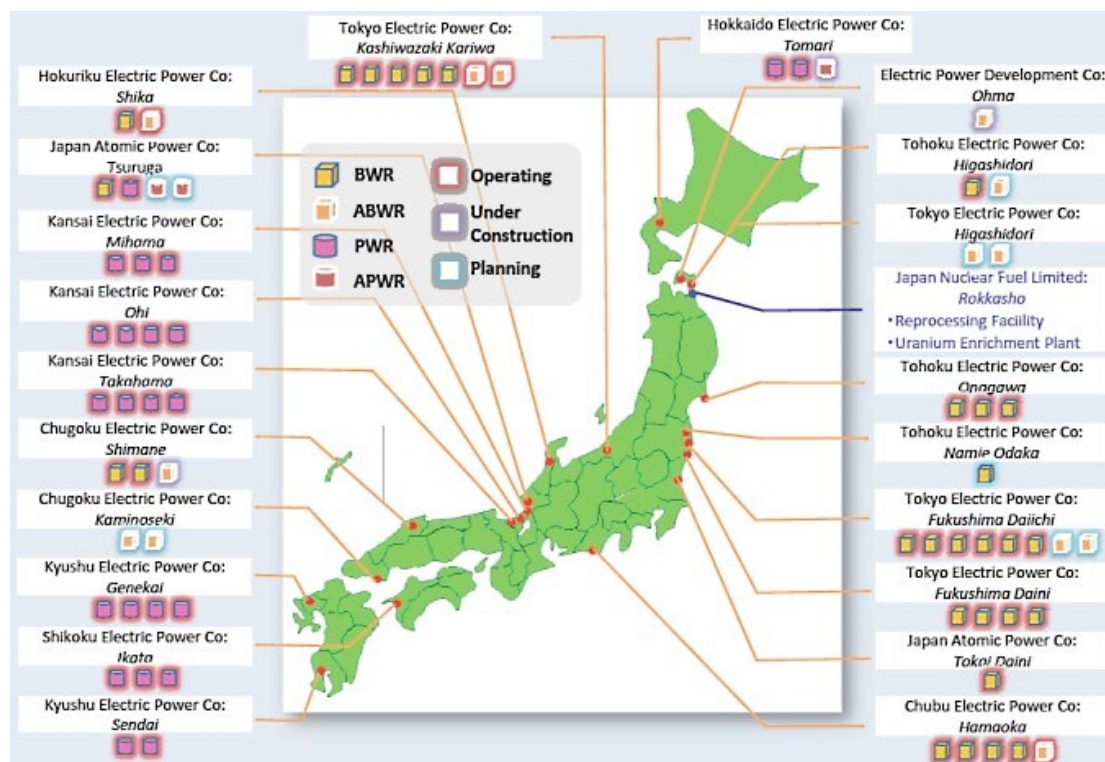 Tokyo Electric Power Co:
Kashiwazaki Kariwa
Hokkaido Electric Power Co:
Tomari
Hokuriku Electric Power Co:
Shika
Japan Atomic Power Co:
Tsuruga
Kansai Electric Power Co:
Mihama
Kansai Electric Power Co:
Ohi
Kansai Electric Power Co:
Takahama
Chugoku Electric Power Co:
Shimane
Chugoku Electric Power Co:
Kaminoseki
Kyushu Electric Power Co:
Genekai
Shikoku Electric Power Co:
Ikata
Kyushu Electric Power Co:
Sendai
BWR
ABWR
PWR
APWR
Operating
Under
Construction
Planning
Electric Power Development Co:
Ohma
Tohoku Electric Power Co:
Higashidori
Tokyo Electric Power Co:
Higashidori
Japan Nuclear Fuel Limited:
Rokkasho
•Reprocessing Faciility
•Uranium Enrichment Plant
Tohoku Electric Power Co:
Onagawa
Tohoku Electric Power Co:
Namie Odaka
Tokyo Electric Power Co:
Fukushima Daiichi
Tokyo Electric Power Co:
Fukushima Daini
Japan Atomic Power Co:
Tokai Daini
Chubu Electric Power Co:
Hamaoka